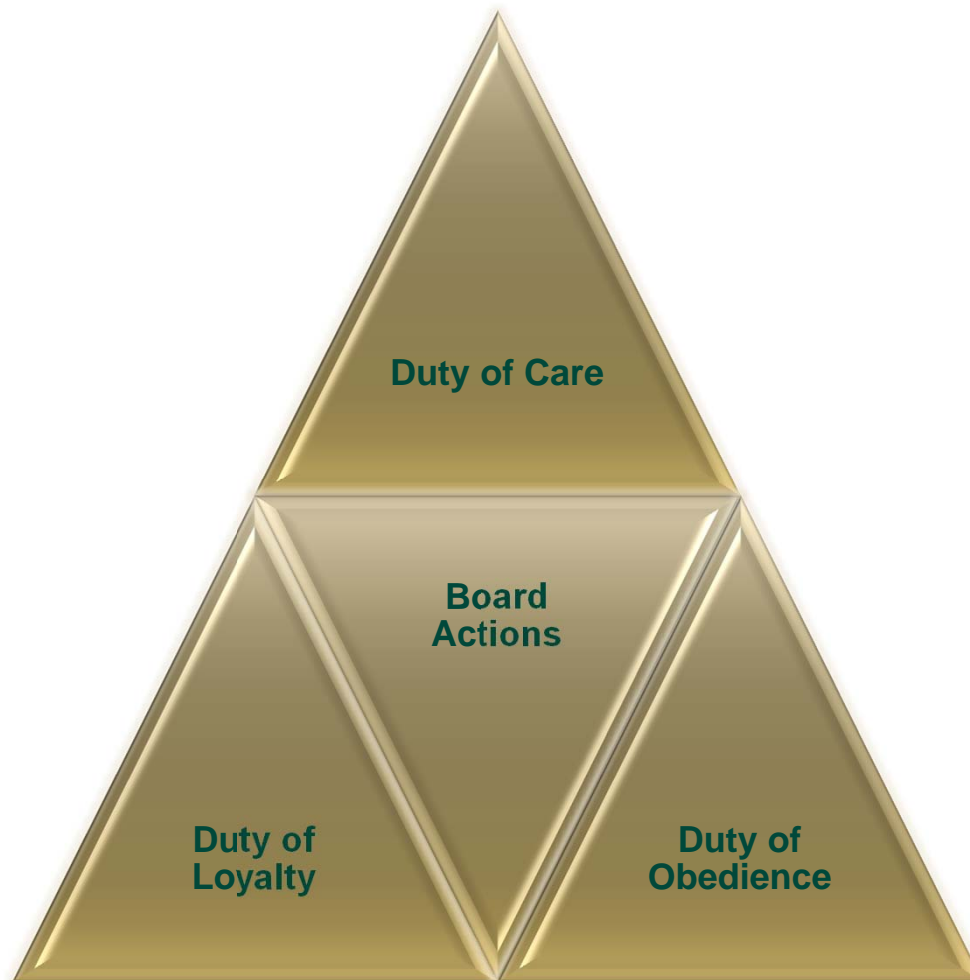 Duty of Care
Board
Actions
Duty of
Loyalty
Duty of
Obedience